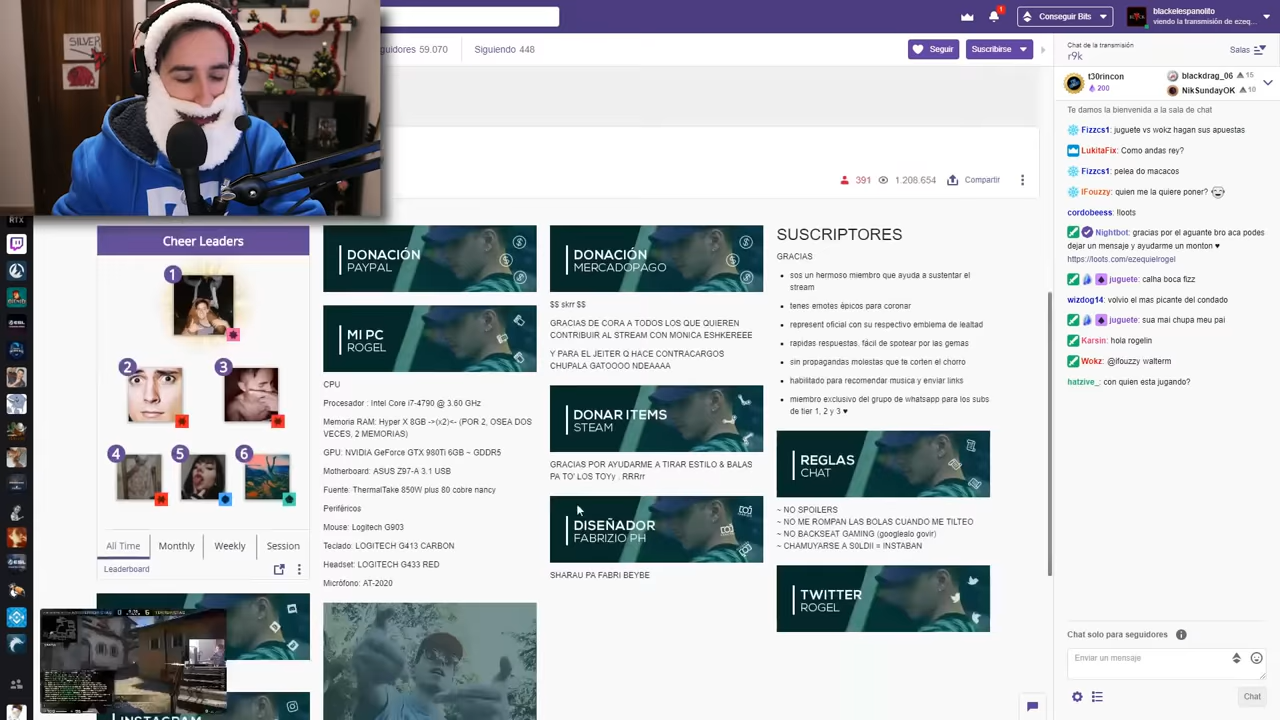 SILVER
uidores 59.070
Siguiendo 448
Seguir
Suscribirse
1
Conseguir Bits
blackelespanolito
viendo la transmisión de ezeq...
391
1.208.654
Compartir
RTX
Cheer Leaders
1
2
3
4
5
6
All Time
Monthly
Weekly
Session
Leaderboard
DONACIÓN
PAYPAL
MI PC
ROGEL
CPU
Procesador : Intel Core i7-4790 @ 3.60 GHz
Memoria RAM: Hyper X 8GB ->(x2)<- (POR 2, OSEA DOS
VECES, 2 MEMORIAS)
GPU: NVIDIA GeForce GTX 980Ti 6GB ~ GDDR5
Motherboard: ASUS Z97-A 3.1 USB
Fuente: ThermalTake 850W plus 80 cobre nancy
Periféricos
Mouse: Logitech G903
Teclado: LOGITECH G413 CARBON
Headset: LOGITECH G433 RED
Micrófono: AT-2020
DONACIÓN
MERCADOPAGO
$$ skrr $$
GRACIAS DE CORA A TODOS LOS QUE QUIEREN
CONTRIBUIR AL STREAM CON MONICA ESHKEREEE
Y PARA EL JEITER Q HACE CONTRACARGOS
CHUPALA GATOOOO NDEAAAA
DONAR ITEMS
STEAM
GRACIAS POR AYUDARME A TIRAR ESTILO & BALAS
PA TO' LOS TOYy . RRRrr
DISEÑADOR
FABRIZIO PH
SHARAU PA FABRI BEYBE
SUSCRIPTORES
GRACIAS
sos un hermoso miembro que ayuda a sustentar el
stream
tenes emotes épicos para coronar
represent oficial con su respectivo emblema de lealtad
rapidas respuestas, fácil de spotear por las gemas
sin propagandas molestas que te corten el chorro
habilitado para recomendar musica y enviar links
miembro exclusivo del grupo de whatsapp para los subs
de tier 1, 2 y 3 ♥
REGLAS
CHAT
~ NO SPOILERS
~ NO ME ROMPAN LAS BOLAS CUANDO ME TILTEO
~ NO BACKSEAT GAMING (googlealo govir)
~ CHAMUYARSE A S0LDII = INSTABAN
TWITTER
ROGEL
INSTAGRAM
Chat de la transmisión
r9k
Salas
t30rincon
200
blackdrag_06 15
NikSundayOK 10
Te damos la bienvenida a la sala de chat
Fizzcs1: juguete vs wokz hagan sus apuestas
LukitaFix: Como andas rey?
Fizzcs1: pelea do macacos
iFouzzy: quien me la quiere poner?
cordobeess: !loots
Nightbot: gracias por el aguante bro aca podes
dejar un mensaje y ayudarme un monton ♥
https://loots.com/ezequielrogel
juguete: calha boca fizz
wizdog14: volvio el mas picante del condado
juguete: sua mai chupa meu pai
Karsin: hola rogelin
Wokz: @ifouzzy walterm
hatzive_: con quien esta jugando?
Chat solo para seguidores
Enviar un mensaje
Chat